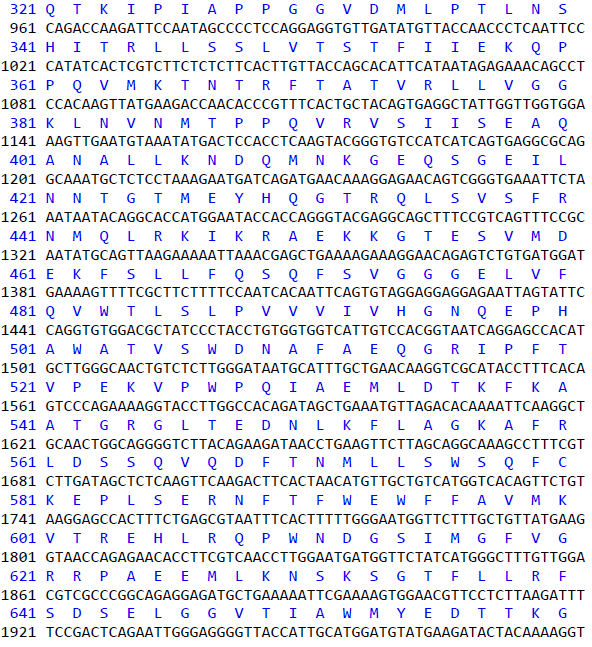 321 Q T K I P I A P P G G V D M L P T L N S
961 CAGACCAAGATTCCAATAGCCCCTCCAGGAGGTGTTGATATGTTACCAACCCTCAATTCC
341 H I T R L L S S L V T S T F I I E K Q P
1021 CATATCACTCGTCTTCTCTCTTCACTTGTTACCAGCACATTCATAATAGAGAAACAGCCT
361 P Q V M K T N T R F T A T V R L L V G G
1081 CCACAAGTTATGAAGACCAACACCCGTTTCACTGCTACAGTGAGGCTATTGGTTGGTGGA
381 K L N V N M T P P Q V R V S I I S E A Q
1141 AAGTTGAATGTAAATATGACTCCACCTCAAGTACGGGTGTCCATCATCAGTGAGGCGCAG
401 A N A L L K N D Q M N K G E Q S G E I L
1201 GCAAATGCTCTCCTAAAGAATGATCAGATGAACAAAGGAGAACAGTCGGGTGAAATTCTA
421 N N T G T M E Y H Q G T R Q L S V S F R
1261 AATAATACAGGCACCATGGAATACCACCAGGGTACGAGGCAGCTTTCCGTCAGTTTCCGC
441 N M Q L R K I K R A E K K G T E S V M D
1321 AATATGCAGTTAAGAAAAATTAAACGAGCTGAAAAGAAAGGAACAGAGTCTGTGATGGAT
461 E K F S L L F Q S Q F S V G G G E L V F
1381 GAAAAGTTTTCGCTTCTTTTCCAATCACAATTCAGTGTAGGAGGAGGAGAATTAGTATTC
481 Q V W T L S L P V V V I V H G N Q E P H
1441 CAGGTGTGGACGCTATCCCTACCTGTGGTGGTCATTGTCCACGGTAATCAGGAGCCACAT
501 A W A T V S W D N A F A E Q G R I P F T
1501 GCTTGGGCAACTGTCTCTTGGGATAATGCATTTGCTGAACAAGGTCGCATACCTTTCACA
521 V P E K V P W P Q I A E M L D T K F K A
1561 GTCCCAGAAAAGGTACCTTGGCCACAGATAGCTGAAATGTTAGACACAAAATTCAAGGCT
541 A T G R G L T E D N L K F L A G K A F R
1621 GCAACTGGCAGGGGTCTTACAGAAGATAACCTGAAGTTCTTAGCAGGCAAAGCCTTTCGT
561 L D S S Q V Q D F T N M L L S W S Q F C
1681 CTTGATAGCTCTCAAGTTCAAGACTTCACTAACATGTTGCTGTCATGGTCACAGTTCTGT
581 K E P L S E R N F T F W E W F F A V M K
1741 AAGGAGCCACTTTCTGAGCGTAATTTCACTTTTTGGGAATGGTTCTTTGCTGTTATGAAG
601 V T R E H L R Q P W N D G S I M G F V G
1801 GTAACCAGAGAACACCTTCGTCAACCTTGGAATGATGGTTCTATCATGGGCTTTGTTGGA
621 R R P A E E M L K N S K S G T F L L R F
1861 CGTCGCCCGGCAGAGGAGATGCTGAAAAATTCGAAAAGTGGAACGTTCCTCTTAAGATTT
641 S D S E L G G V T I A W M Y E D T T K G
1921 TCCGACTCAGAATTGGGAGGGGTTACCATTGCATGGATGTATGAAGATACTACAAAAGGT